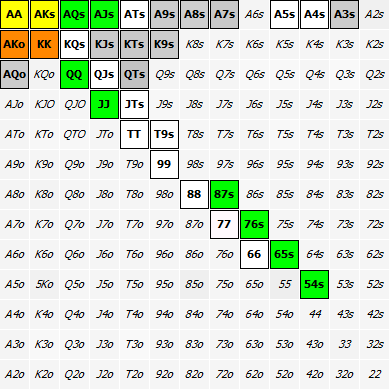 AA AKs AQs AJs ATs A9s A8s A7s A6s A5s A4s A3s A2s
AKo KK KQs KJs KTs K9s K8s K7s K6s K5s K4s K3s K2s
AQo KQo QQ QJs QTs Q9s Q8s Q7s Q6s Q5s Q4s Q3s Q2s
AJo KJO QJO JJ JTs J9s J8s J7s J6s J5s J4s J3s J2s
ATo KTo QTO JTo TT T9s T8s T7s T6s T5s T4s T3s T2s
A9o K9o Q9o J9o T9o 99 98s 97s 96s 95s 94s 93s 92s
A8o K8o Q8o J8o T8o 98o 88 87s 86s 85s 84s 83s 82s
A7o K7o Q7o J7o T7o 97o 87o 77 76s 75s 74s 73s 72s
A6o K6o Q6o J6o T6o 96o 86o 76o 66 65s 64s 63s 62s
A5o 5Ko Q5o J5o T5o 95o 85o 75o 65o 55 54s 53s 52s
A4o K4o Q4o J4o T4o 94o 84o 74o 64o 54o 44 43s 42s
A3o K3o Q3o J3o T3o 93o 83o 73o 63o 53o 43o 33 32s
A2o K2o Q2o J2o T2o 92o 82o 72o 62o 52o 42o 32o 22